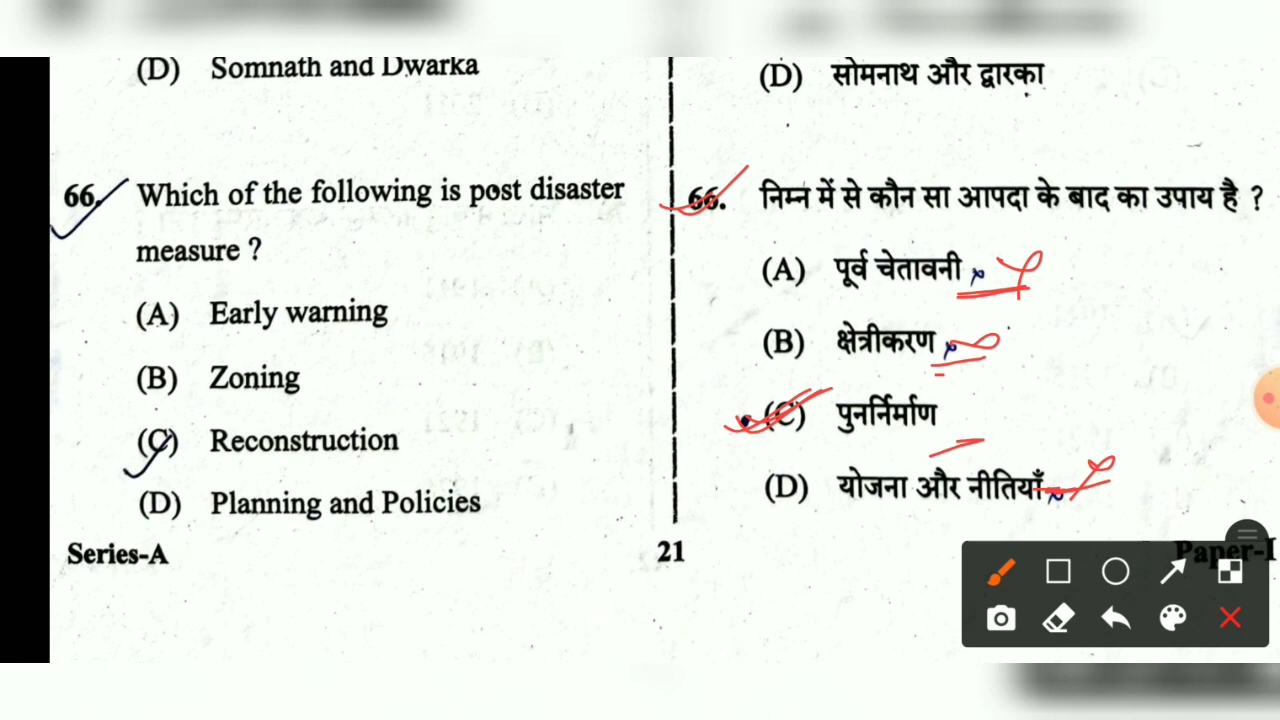 (D) Somnath and Dwarka
66. Which of the following is post disaster
measure ?
(A) Early warning
(B) Zoning
(C) Reconstruction
(D) Planning and Policies
Series-A
21
(D) सोमनाथ और द्वारका
66. निम्न में से कौन सा आपदा के बाद का उपाय है ?
(A) पूर्व चेतावनी
(B) क्षेत्रीकरण
(C) पुनर्निर्माण
(D) योजना और नीतियाँ
Paper-I